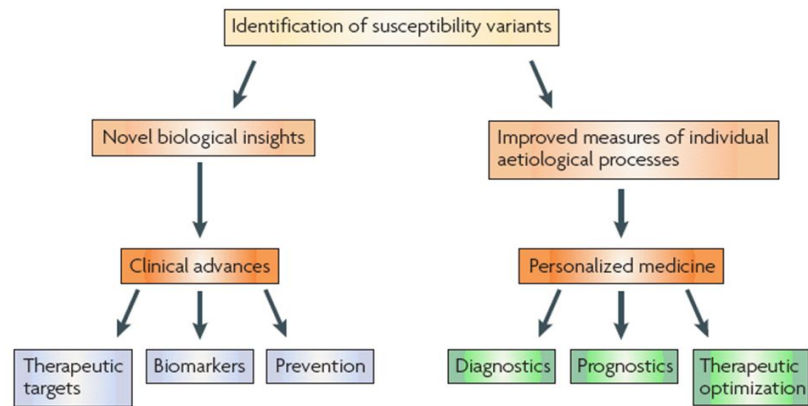 Identification of susceptibility variants
Novel biological insights
Improved measures of individual
aetiological processes
Clinical advances
Personalized medicine
Therapeutic
targets
Biomarkers
Prevention
Diagnostics
Prognostics
Therapeutic
optimization